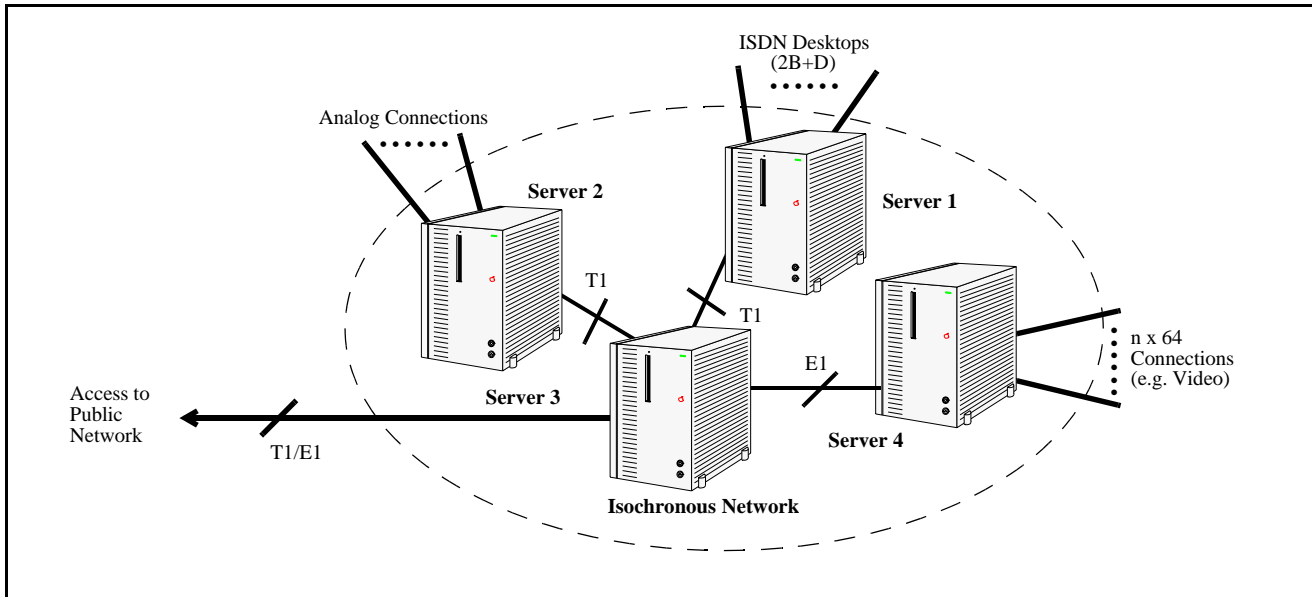 ISDN Desktops
(2B+D)
Analog Connections
Server 2
Server 1
T1
T1
E1
n x 64
Connections
(e.g. Video)
Server 3
Access to
Public
Network
T1/E1
Server 4
Isochronous Network